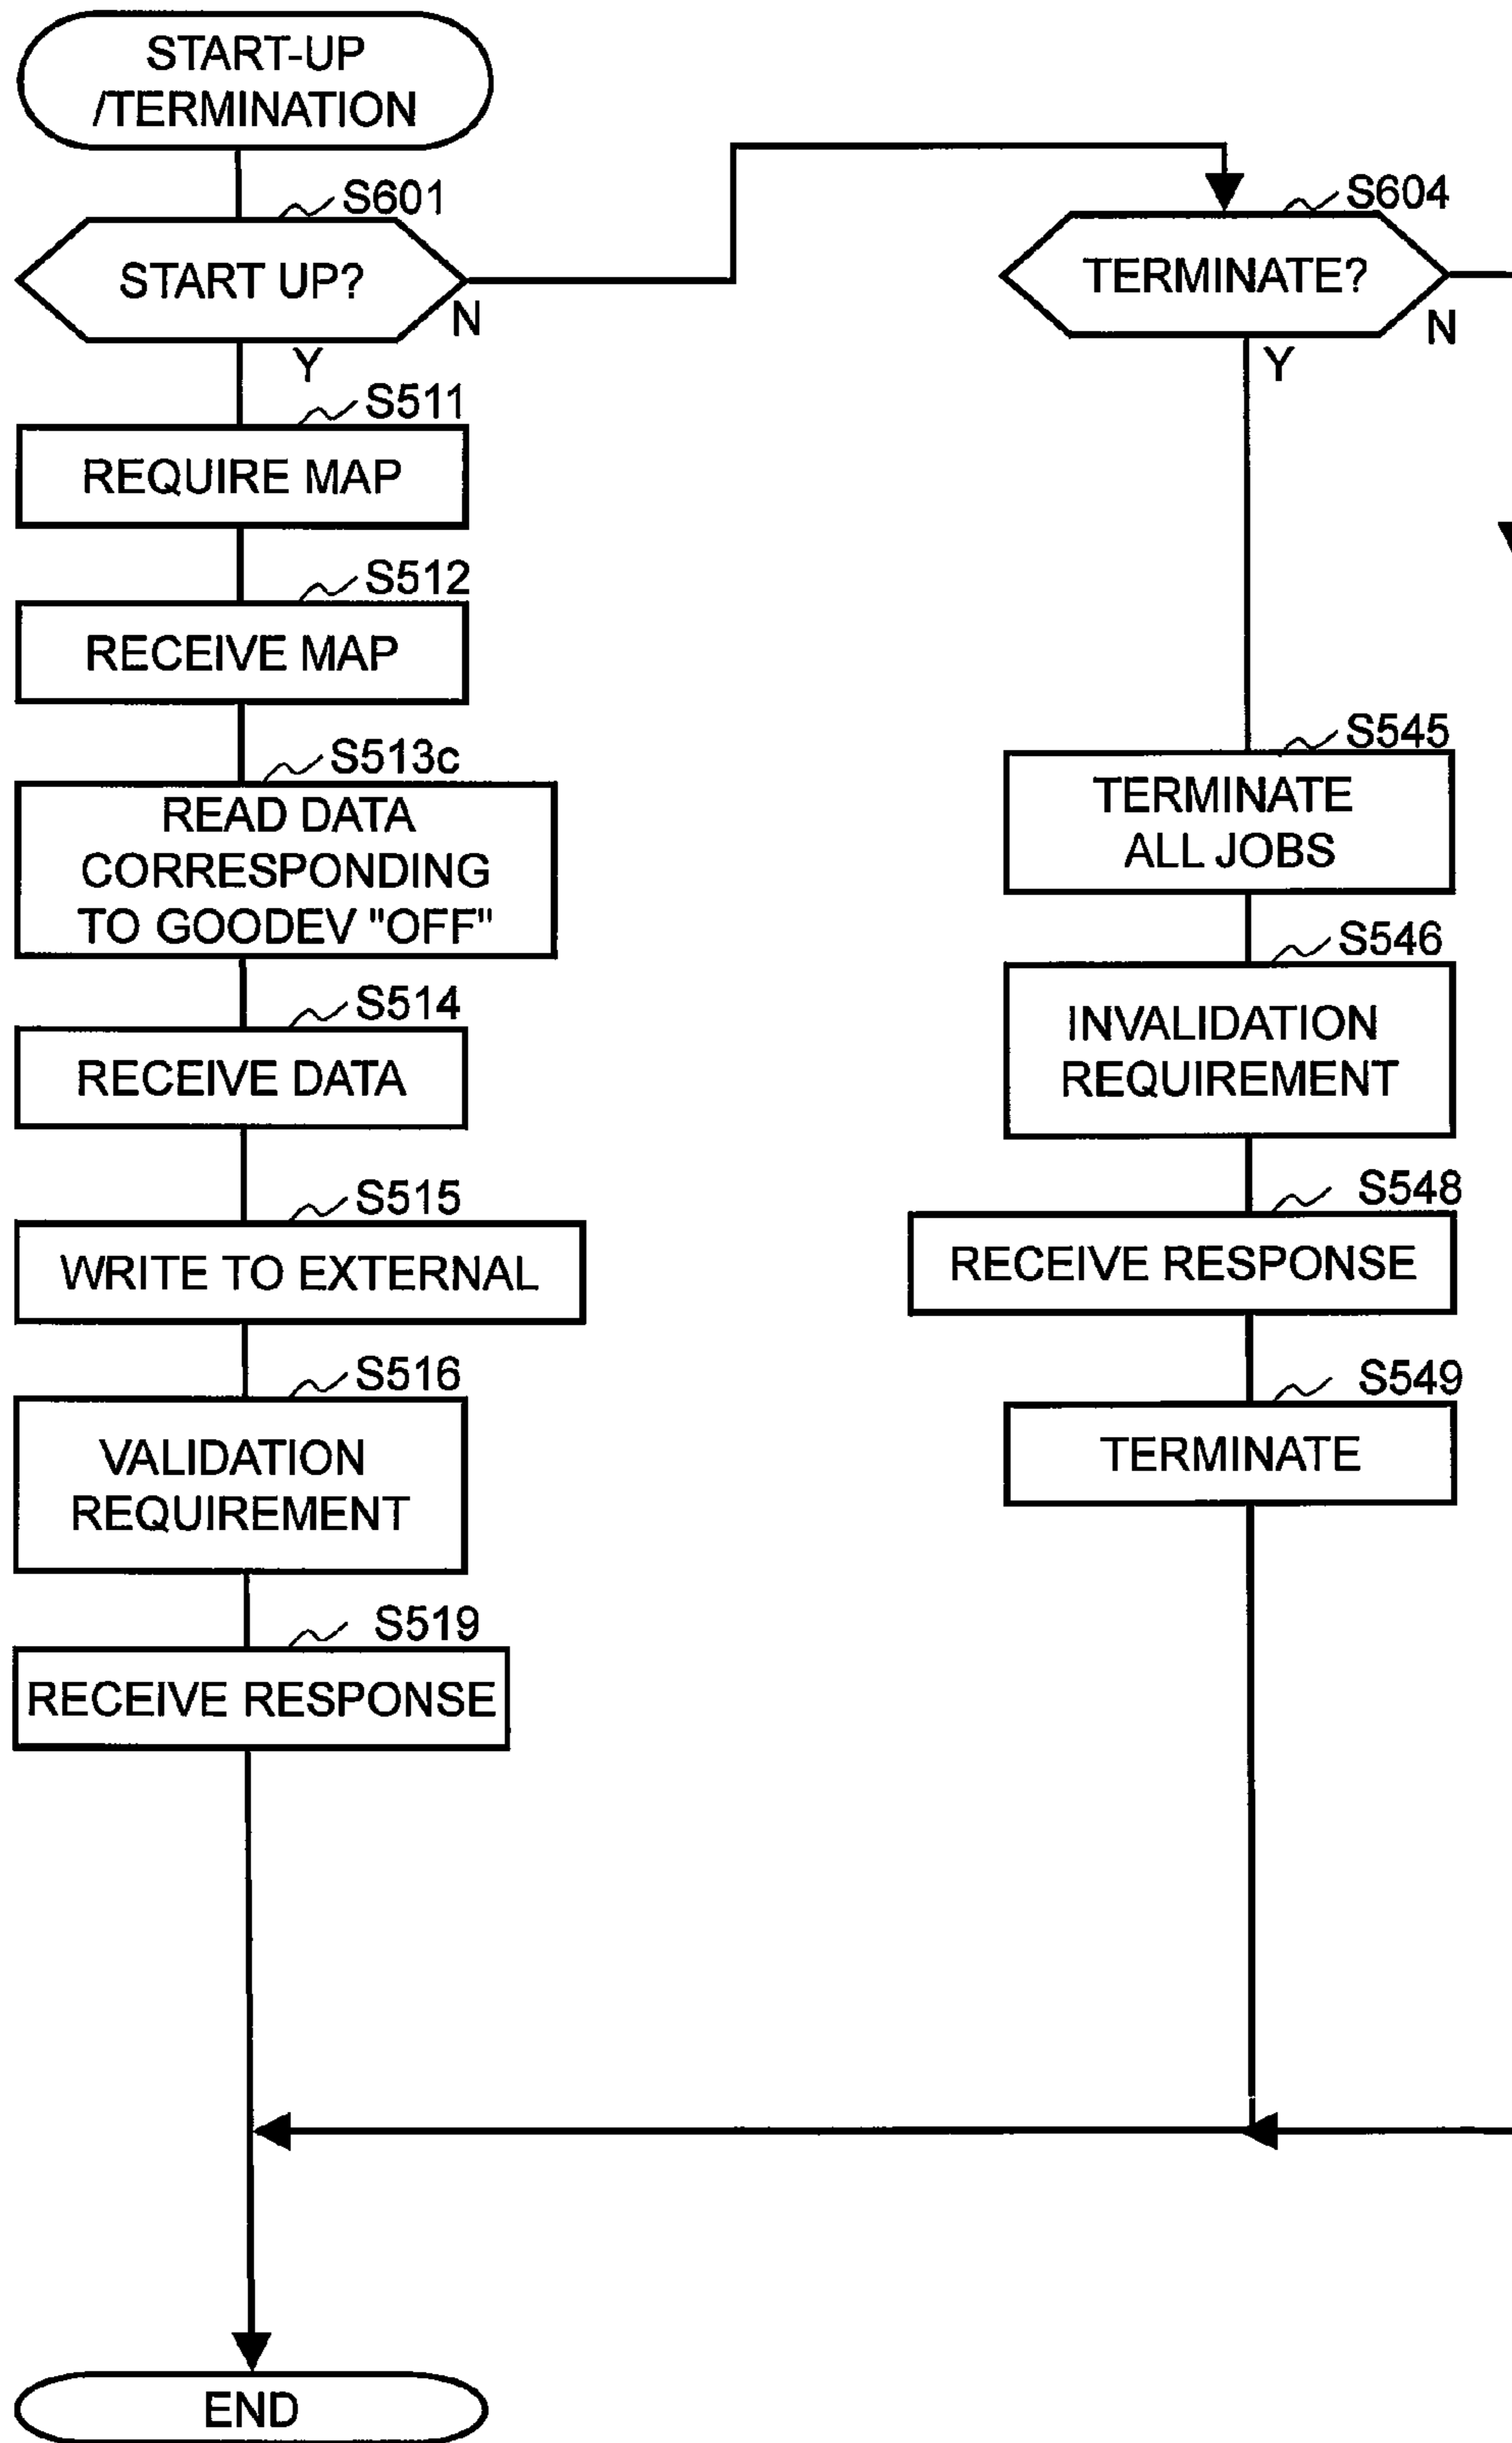 START-UP
/TERMINATION
S601
START UP?
N
Y
S511
REQUIRE MAP
S512
RECEIVE MAP
S513c
READ DATA
CORRESPONDING
TO GOODEV "OFF"
S514
RECEIVE DATA
S515
WRITE TO EXTERNAL
S516
VALIDATION
REQUIREMENT
S519
RECEIVE RESPONSE
END
S604
TERMINATE?
N
Y
S545
TERMINATE
ALL JOBS
S546
INVALIDATION
REQUIREMENT
S548
RECEIVE RESPONSE
S549
TERMINATE